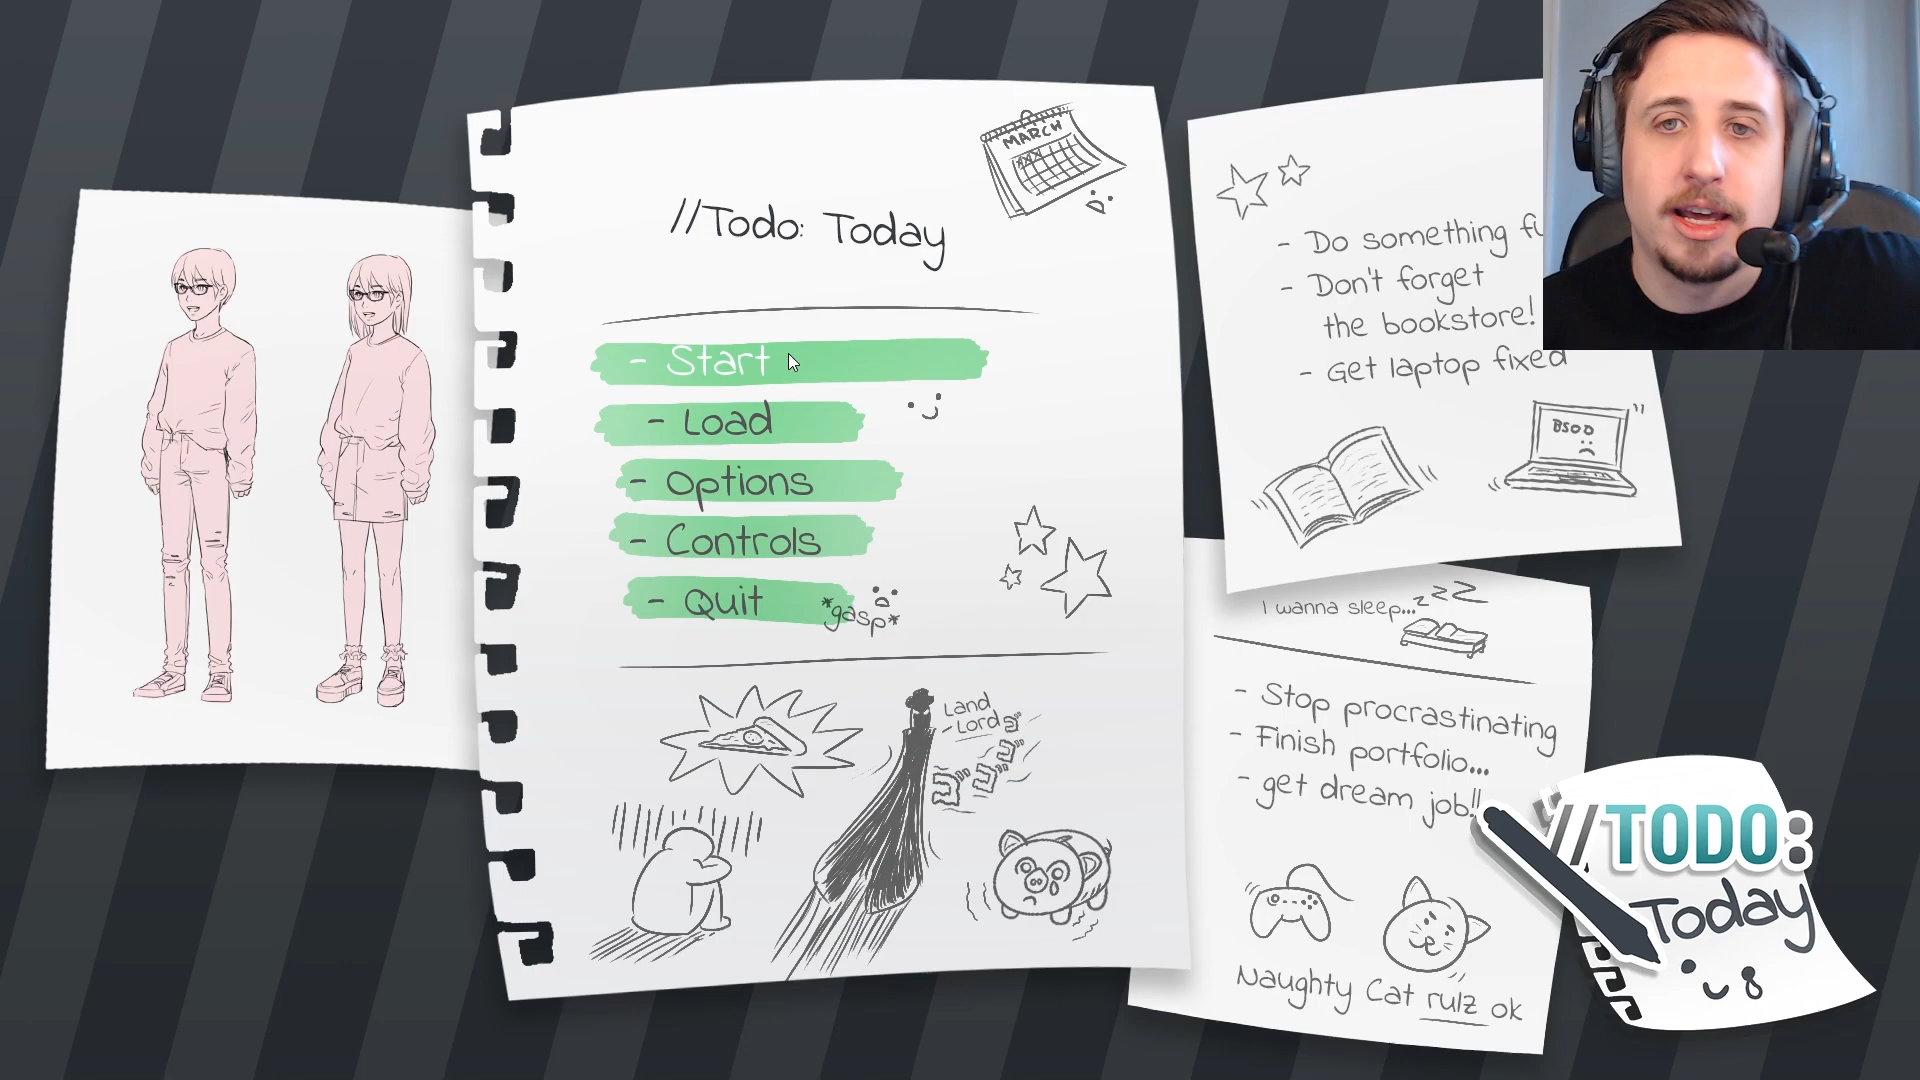 MARCH
//Todo: Today
- Start
- Load
- Options
- Controls
- Quit
*gasp*
Land
Lord
- Do something
- Don't forget
the bookstore!
- Get laptop fixed
BSOD
I wanna sleep...zzZZ
- Stop procrastinating
- Finish portfolio...
- get dream job!!
Naughty Cat rulz ok
//TODO:
Today